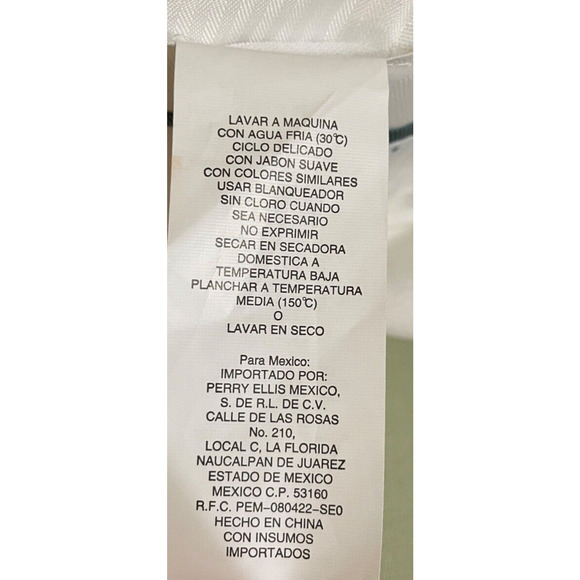 LAVAR A MAQUINA
CON AGUA FRIA (30℃)
CICLO DELICADO
CON JABON SUAVE
CON COLORES SIMILARES
USAR BLANQUEADOR
SIN CLORO CUANDO
SEA NECESARIO
NO EXPRIMIR
SECAR EN SECADORA
DOMESTICA A
TEMPERATURA BAJA
PLANCHAR A TEMPERATURA
MEDIA (150℃)
O
LAVAR EN SECO
Para Mexico:
IMPORTADO POR:
PERRY ELLIS MEXICO,
S. DE R.L. DE C.V.
CALLE DE LAS ROSAS
No. 210,
LOCAL C, LA FLORIDA
NAUCALPAN DE JUAREZ
ESTADO DE MEXICO
MEXICO C.P. 53160
R.F.C. PEM-080422-SE0
HECHO EN CHINA
CON INSUMOS
IMPORTADOS